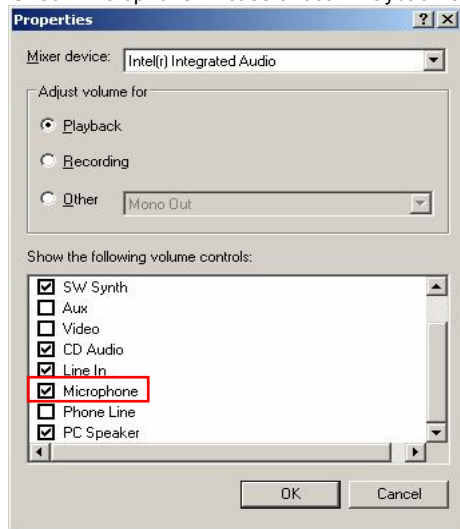 Properties
Mixer device: Intel(r) Integrated Audio
Adjust volume for
Playback
Recording
Other Mono Out
Show the following volume controls:
SW Synth
Aux
Video
CD Audio
Line In
Microphone
Phone Line
PC Speaker
OK Cancel